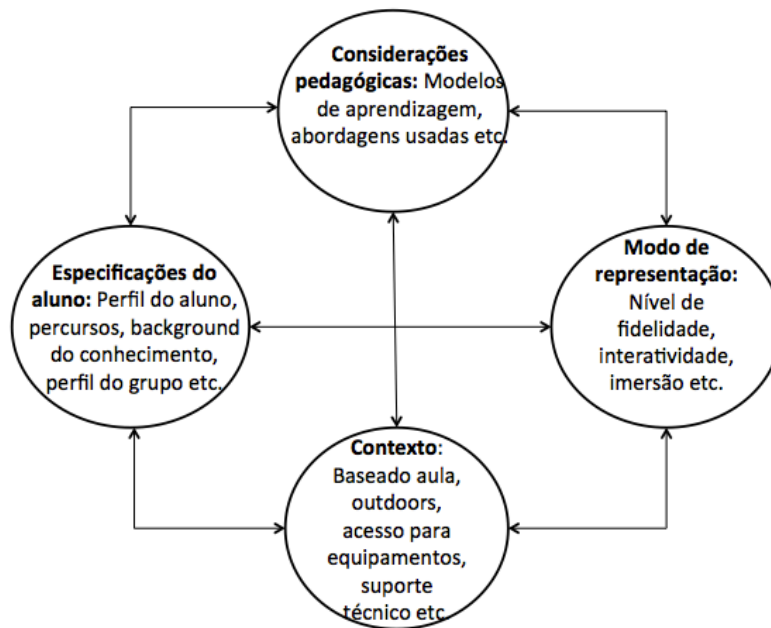 Considerações
pedagógicas: Modelos
de aprendizagem,
abordagens usadas etc.
Especificações do
aluno: Perfil do aluno,
percursos, background
do conhecimento,
perfil do grupo etc.
Modo de
representação:
Nível de
fidelidade,
interatividade,
imersão etc.
Contexto:
Baseado aula,
outdoors,
acesso para
equipamentos,
suporte
técnico etc.